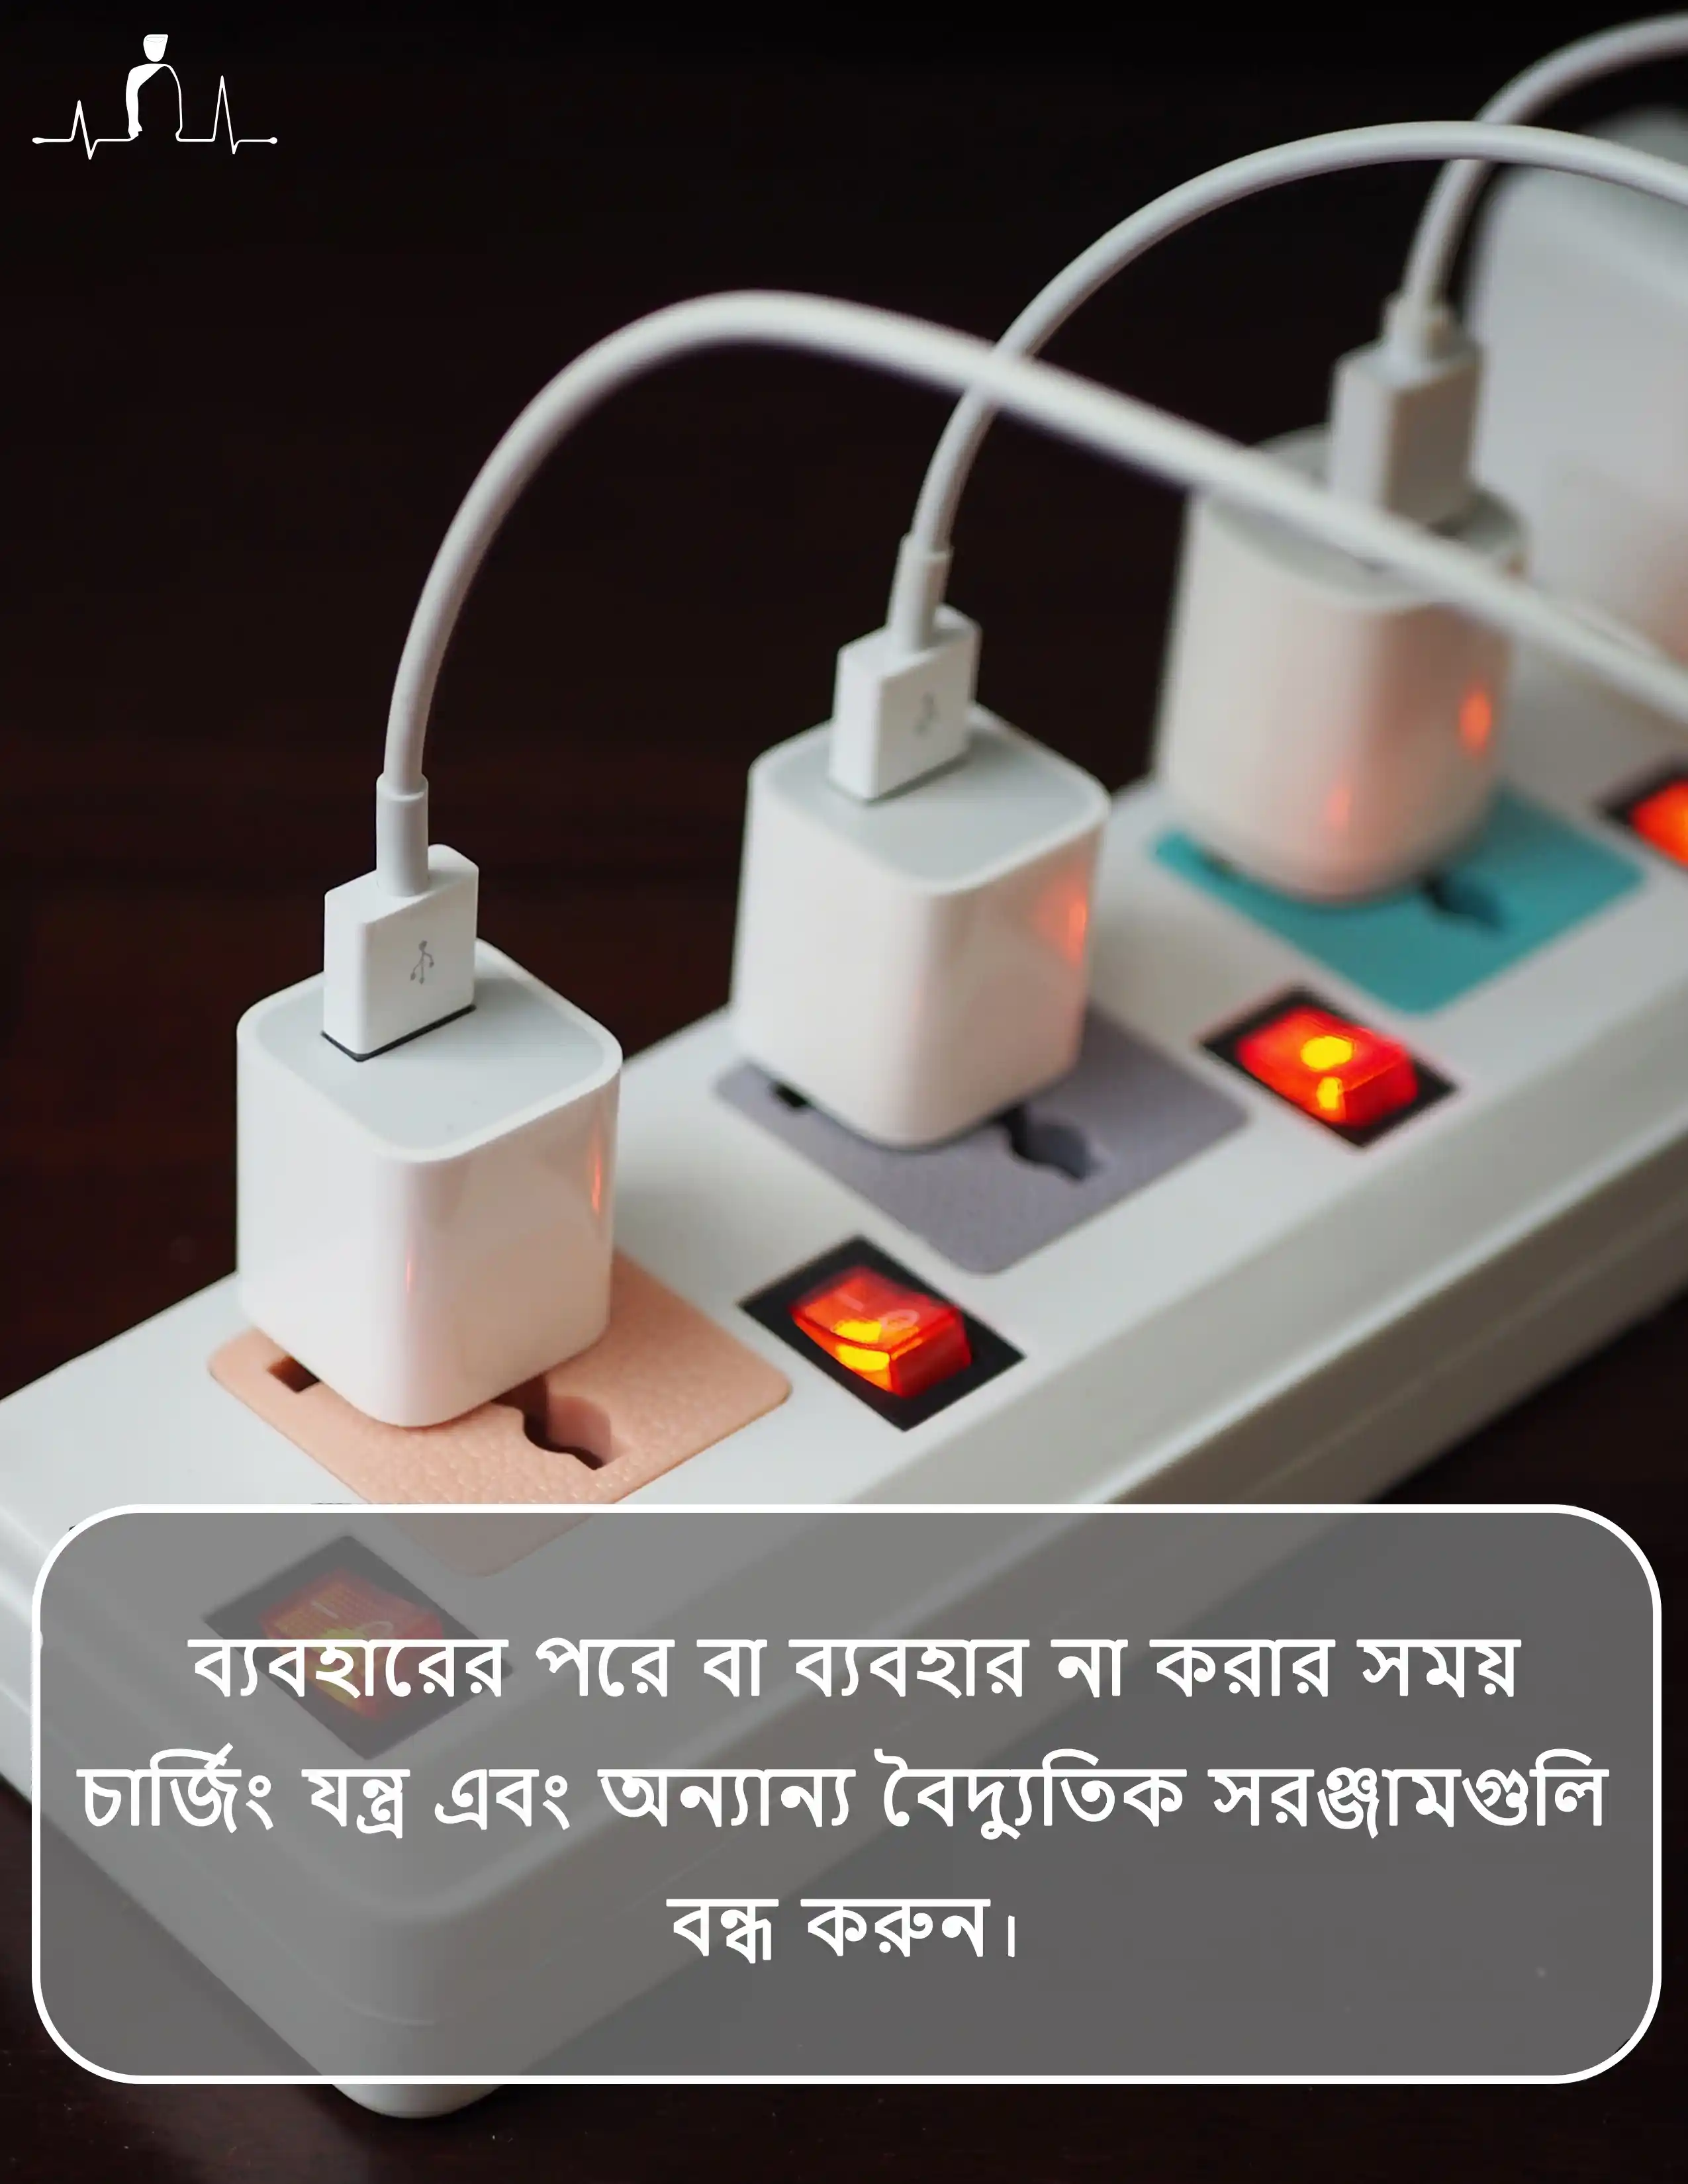 ব্যবহারের পরে বা ব্যবহার না করার সময়
চার্জিং যন্ত্র এবং অন্যান্য বৈদ্যুতিক সরঞ্জামগুলি
বন্ধ করুন।